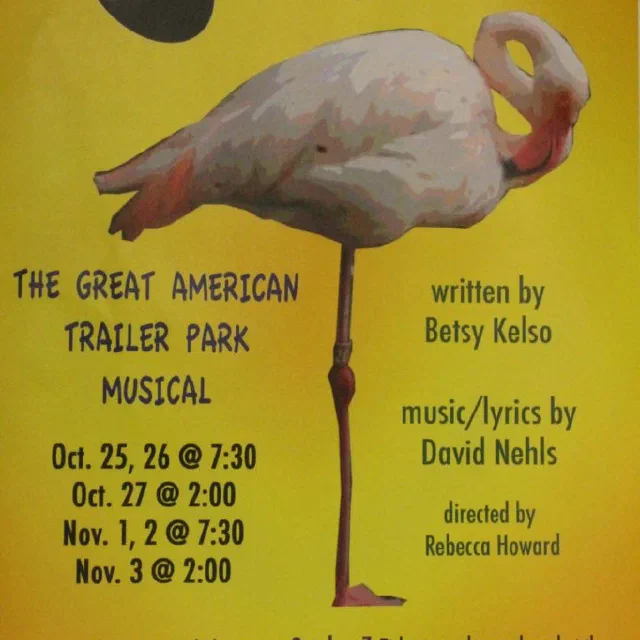 THE GREAT AMERICAN
TRAILER PARK
MUSICAL
Oct. 25, 26 @ 7:30
Oct. 27 @ 2:00
Nov. 1, 2 @ 7:30
Nov. 3 @ 2:00
written by
Betsy Kelso
music/lyrics by
David Nehls
directed by
Rebecca Howard